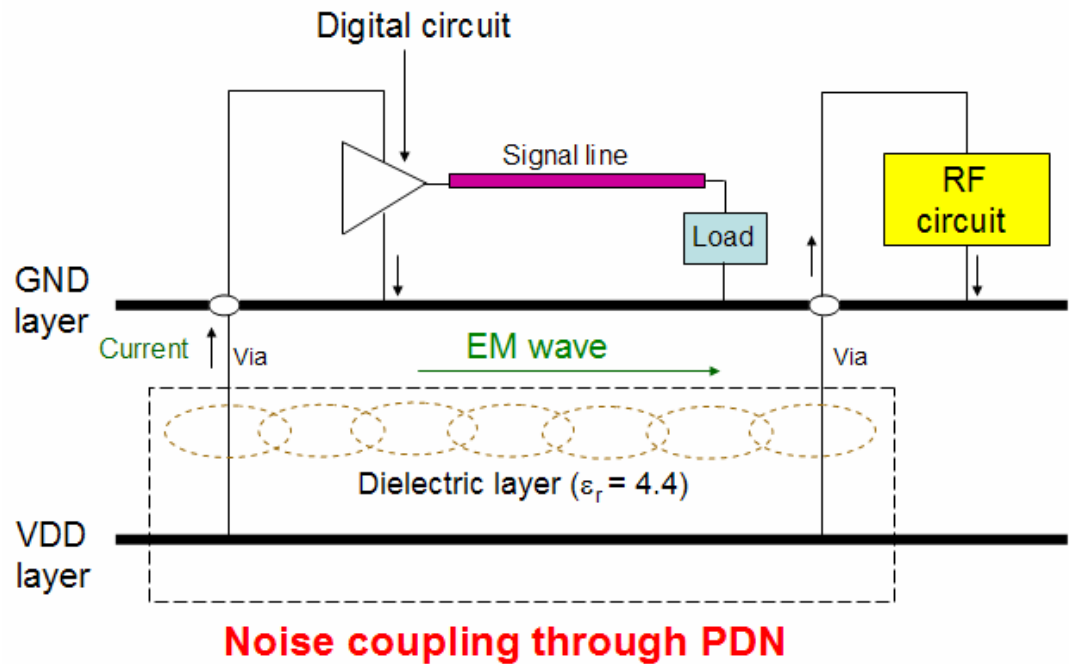 Digital circuit
Signal line
RF
circuit
Load
GND
layer
Current
Via
EM wave
Via
Dielectric layer (εr = 4.4)
VDD
layer
Noise coupling through PDN